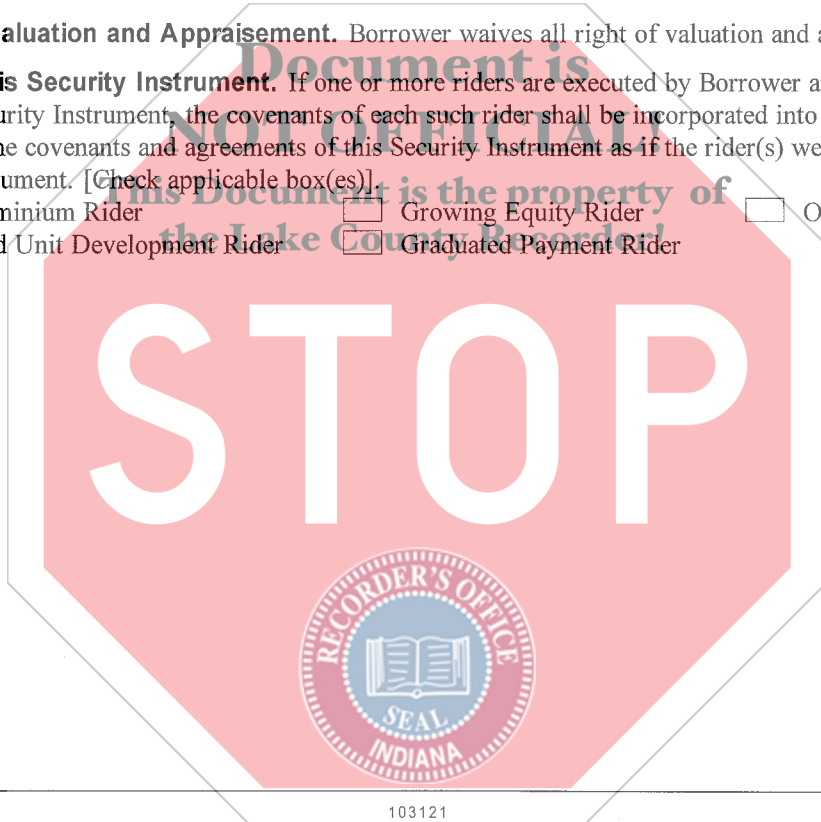 aluation and Appraisement. Borrower waives all right of valuation and a
Document is
is Security Instrument. If one or more riders are executed by Borrower a
urity Instrument, the covenants of each such rider shall be incorporated into
NOT OFFICIAL!
e covenants and agreements of this Security Instrument as if the rider(s) we
ument. [Check applicable box(es)].
This Document is the property of
minium Rider Growing Equity Rider O
the Lake County Recorder!
d Unit Development Rider Graduated Payment Rider
STOP
RECORDER'S OFFICE
SEAL
INDIANA
103121